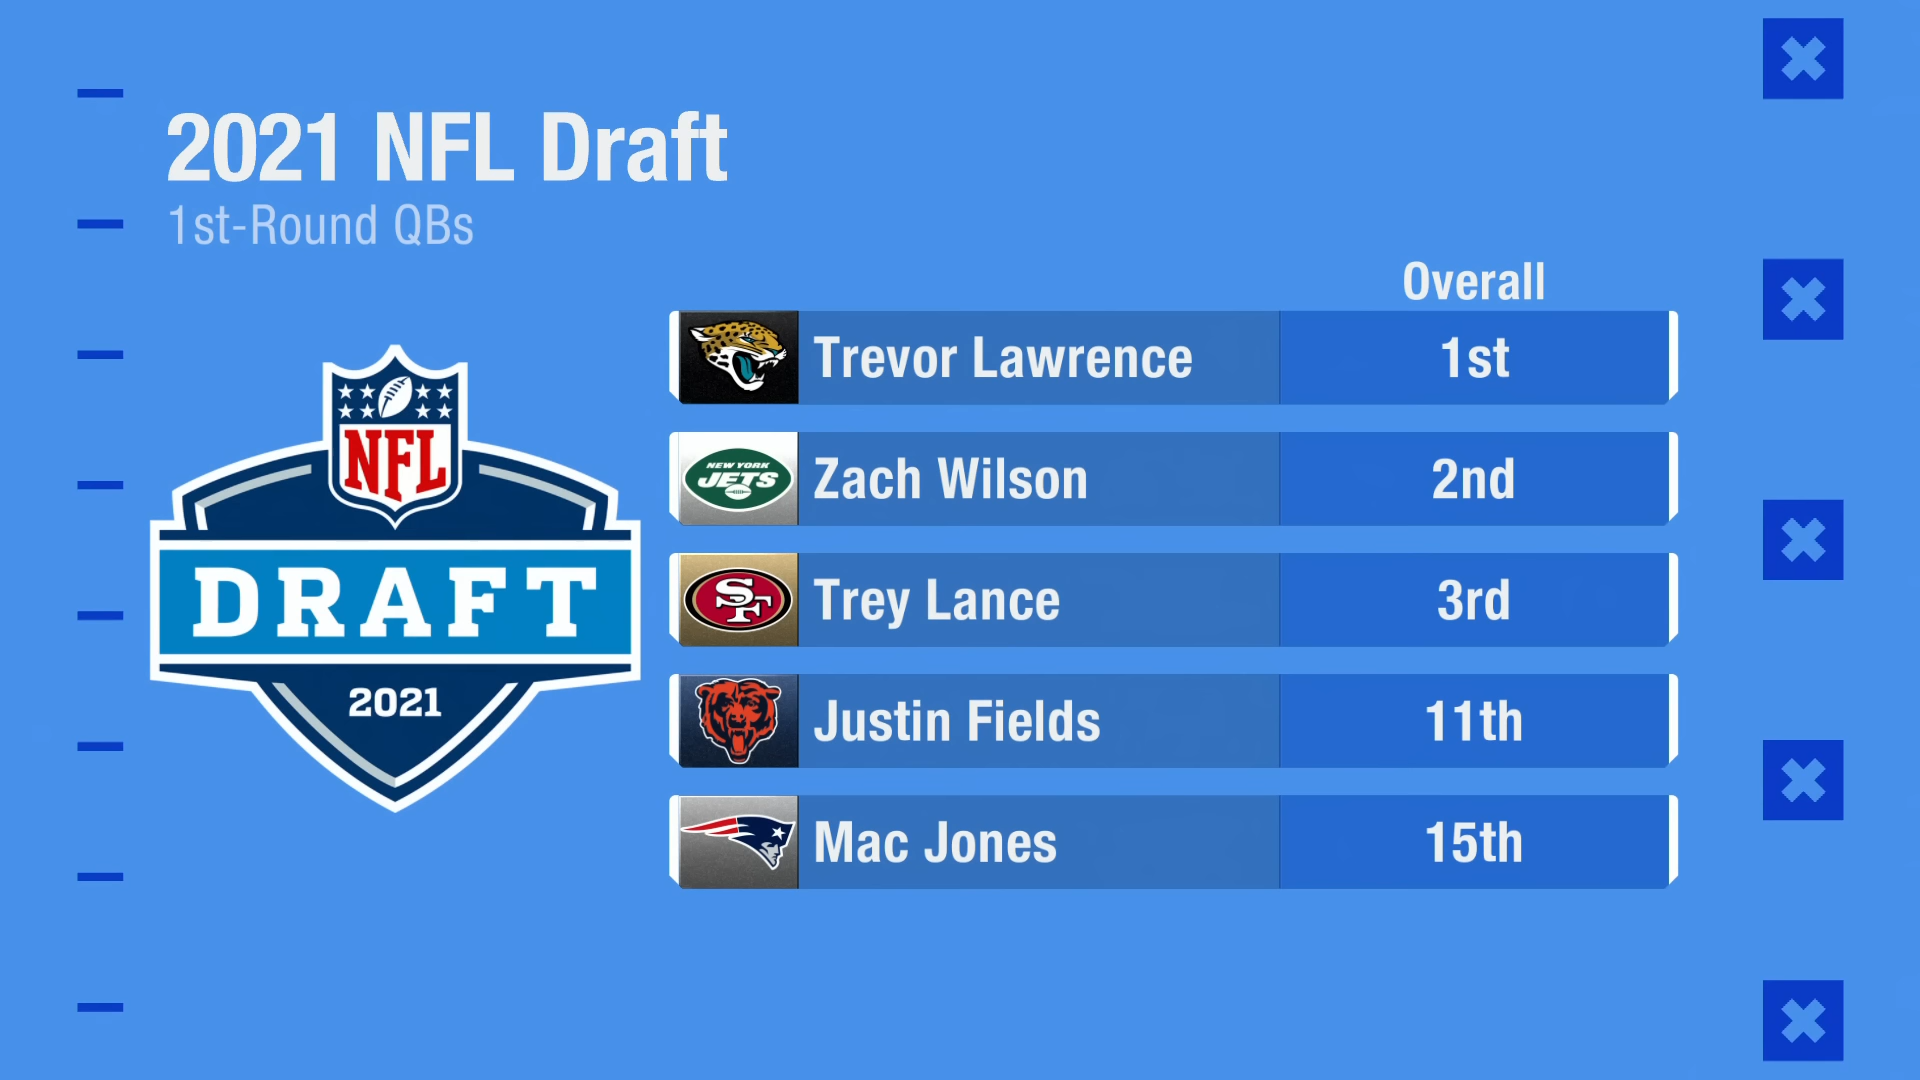 2021 NFL Draft
1st-Round QBs
Overall
NFL
DRAFT
2021
Trevor Lawrence 1st
NEW YORK
JETS
Zach Wilson 2nd
SF
Trey Lance 3rd
Justin Fields 11th
Mac Jones 15th